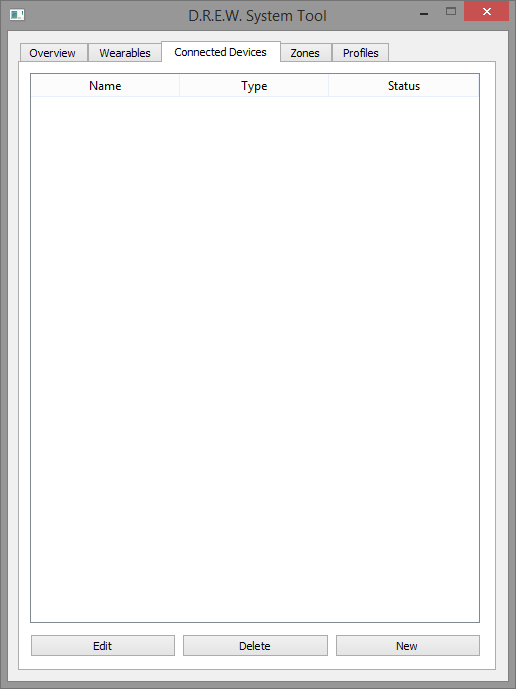 D.R.E.W. System Tool
Overview Wearables Connected Devices Zones Profiles
Name Type Status
Edit Delete New